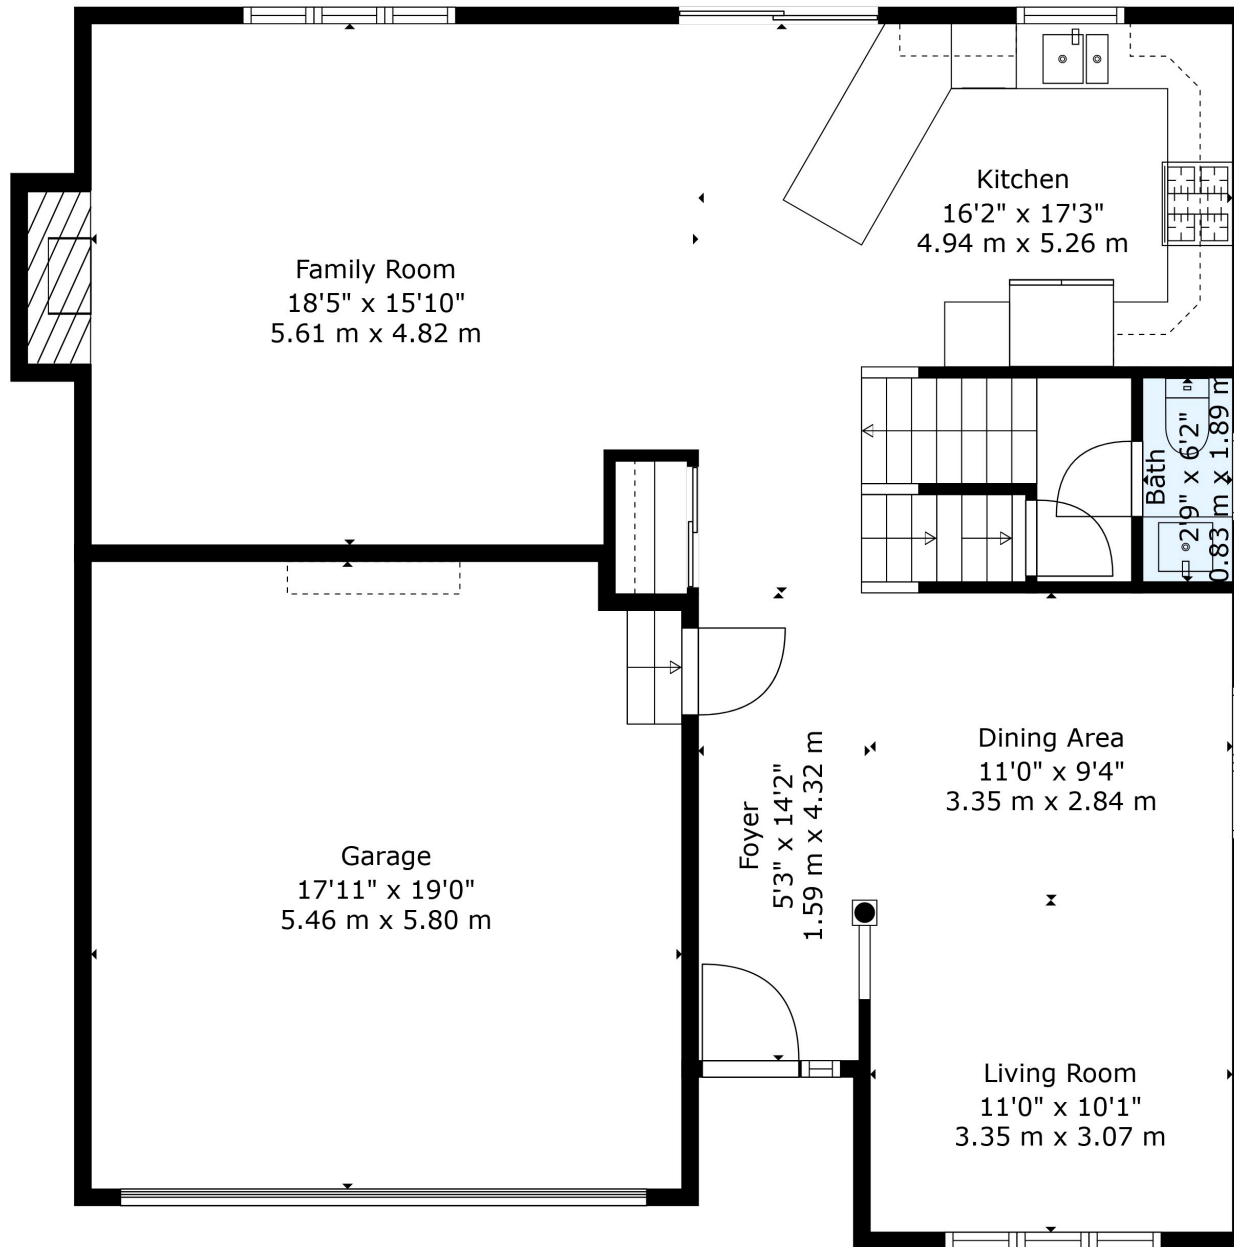 Kitchen
16'2" x 17'3"
4.94 m x 5.26 m
Family Room
18'5" x 15'10"
5.61 m x 4.82 m
Bath
2'9" x 6'2"
0.83 m x 1.89 m
Dining Area
11'0" x 9'4"
3.35 m x 2.84 m
Foyer
5'3" x 14'2"
1.59 m x 4.32 m
Garage
17'11" x 19'0"
5.46 m x 5.80 m
Living Room
11'0" x 10'1"
3.35 m x 3.07 m